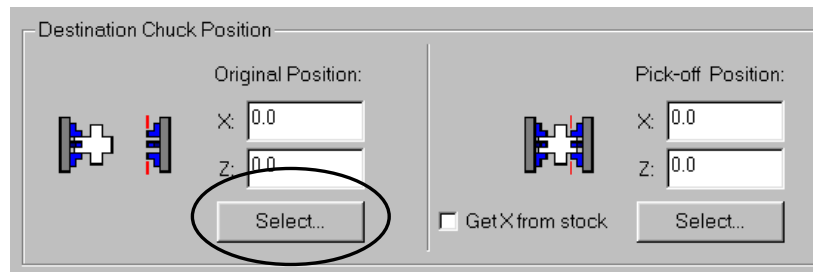 Destination Chuck Position
Original Position:
X: 0.0
Z: 0.0
Select...
Pick-off Position:
X: 0.0
Z: 0.0
Get X from stock
Select...